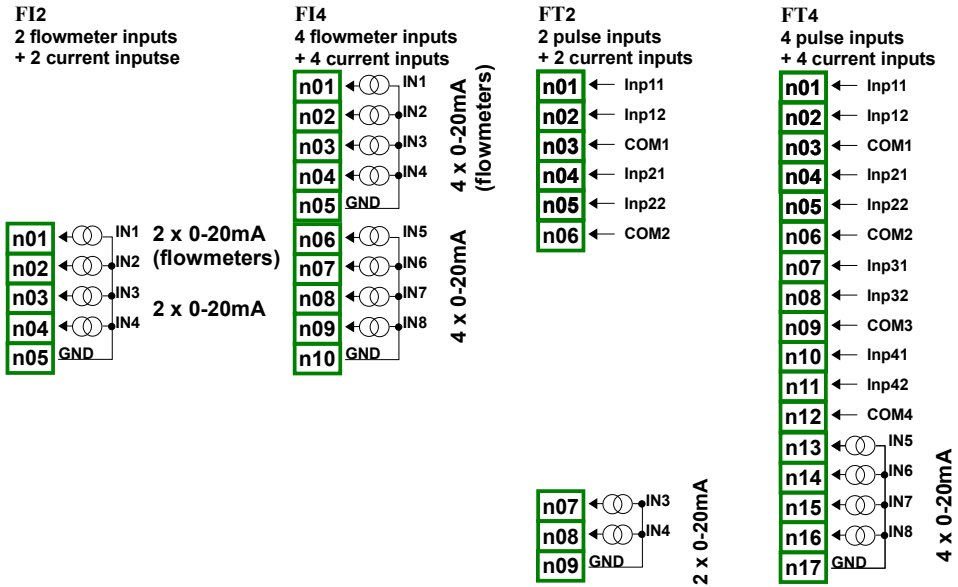 FI2
2 flowmeter inputs
+ 2 current inputse
n01 IN1
n02 IN2
n03 IN3
n04 IN4
n05 GND
2 x 0-20mA
(flowmeters)
2 x 0-20mA
FI4
4 flowmeter inputs
+ 4 current inputs
n01 IN1
n02 IN2
n03 IN3
n04 IN4
n05 GND
4 x 0-20mA
(flowmeters)
n06 IN5
n07 IN6
n08 IN7
n09 IN8
n10 GND
4 x 0-20mA
FT2
2 pulse inputs
+ 2 current inputs
n01 Inp11
n02 Inp12
n03 COM1
n04 Inp21
n05 Inp22
n06 COM2
n07 IN3
n08 IN4
n09 GND
2 x 0-20mA
FT4
4 pulse inputs
+ 4 current inputs
n01 Inp11
n02 Inp12
n03 COM1
n04 Inp21
n05 Inp22
n06 COM2
n07 Inp31
n08 Inp32
n09 COM3
n10 Inp41
n11 Inp42
n12 COM4
n13 IN5
n14 IN6
n15 IN7
n16 IN8
n17 GND
4 x 0-20mA